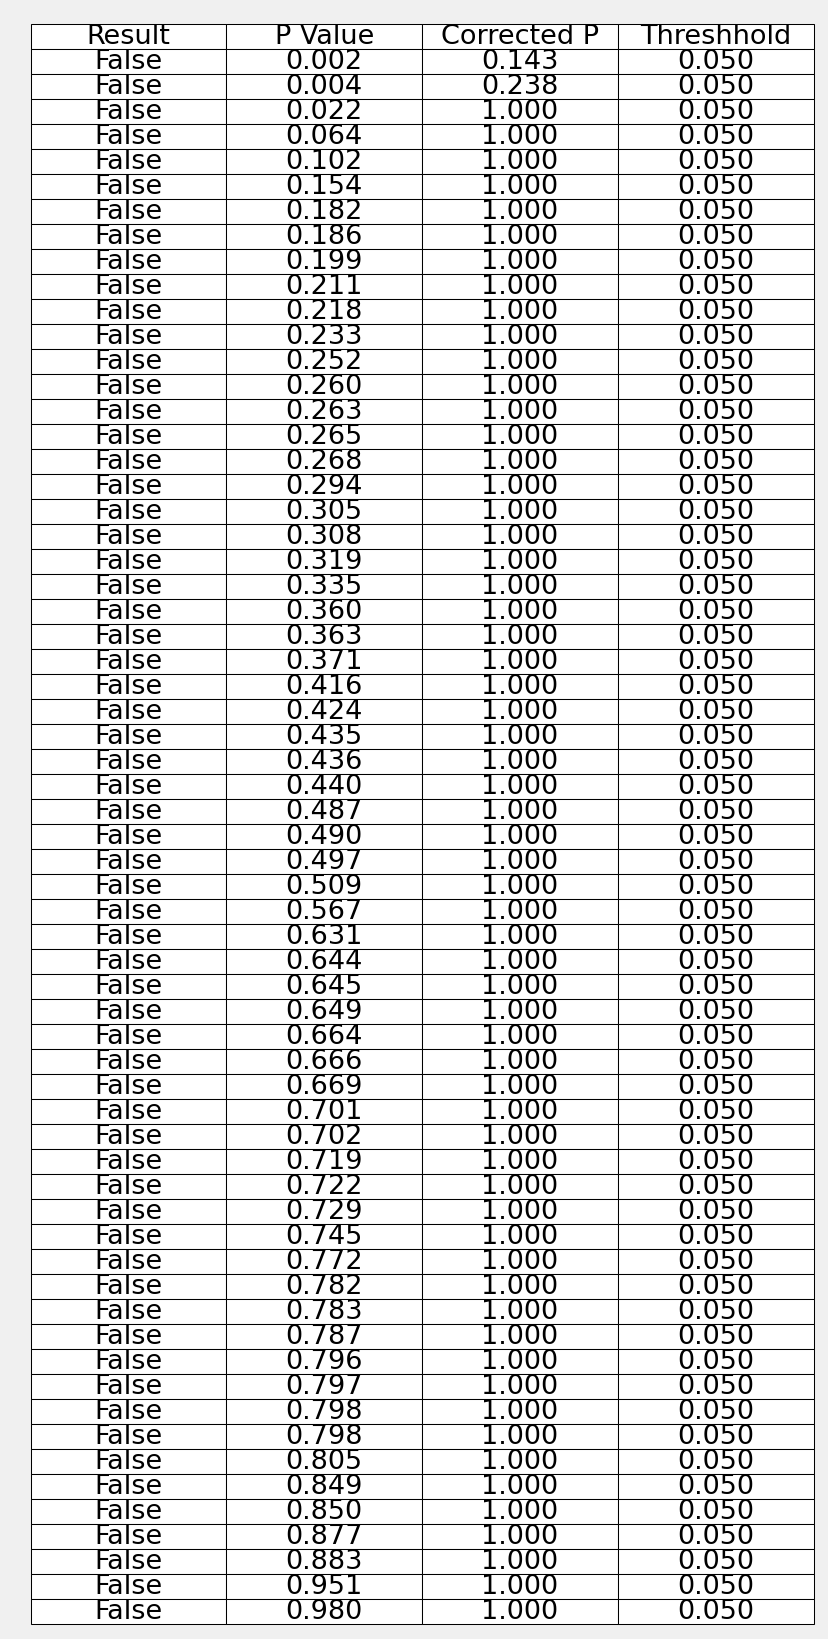 Result P Value Corrected P Threshhold
False 0.002 0.143 0.050
False 0.004 0.238 0.050
False 0.022 1.000 0.050
False 0.064 1.000 0.050
False 0.102 1.000 0.050
False 0.154 1.000 0.050
False 0.182 1.000 0.050
False 0.186 1.000 0.050
False 0.199 1.000 0.050
False 0.211 1.000 0.050
False 0.218 1.000 0.050
False 0.233 1.000 0.050
False 0.252 1.000 0.050
False 0.260 1.000 0.050
False 0.263 1.000 0.050
False 0.265 1.000 0.050
False 0.268 1.000 0.050
False 0.294 1.000 0.050
False 0.305 1.000 0.050
False 0.308 1.000 0.050
False 0.319 1.000 0.050
False 0.335 1.000 0.050
False 0.360 1.000 0.050
False 0.363 1.000 0.050
False 0.371 1.000 0.050
False 0.416 1.000 0.050
False 0.424 1.000 0.050
False 0.435 1.000 0.050
False 0.436 1.000 0.050
False 0.440 1.000 0.050
False 0.487 1.000 0.050
False 0.490 1.000 0.050
False 0.497 1.000 0.050
False 0.509 1.000 0.050
False 0.567 1.000 0.050
False 0.631 1.000 0.050
False 0.644 1.000 0.050
False 0.645 1.000 0.050
False 0.649 1.000 0.050
False 0.664 1.000 0.050
False 0.666 1.000 0.050
False 0.669 1.000 0.050
False 0.701 1.000 0.050
False 0.702 1.000 0.050
False 0.719 1.000 0.050
False 0.722 1.000 0.050
False 0.729 1.000 0.050
False 0.745 1.000 0.050
False 0.772 1.000 0.050
False 0.782 1.000 0.050
False 0.783 1.000 0.050
False 0.787 1.000 0.050
False 0.796 1.000 0.050
False 0.797 1.000 0.050
False 0.798 1.000 0.050
False 0.798 1.000 0.050
False 0.805 1.000 0.050
False 0.849 1.000 0.050
False 0.850 1.000 0.050
False 0.877 1.000 0.050
False 0.883 1.000 0.050
False 0.951 1.000 0.050
False 0.980 1.000 0.050